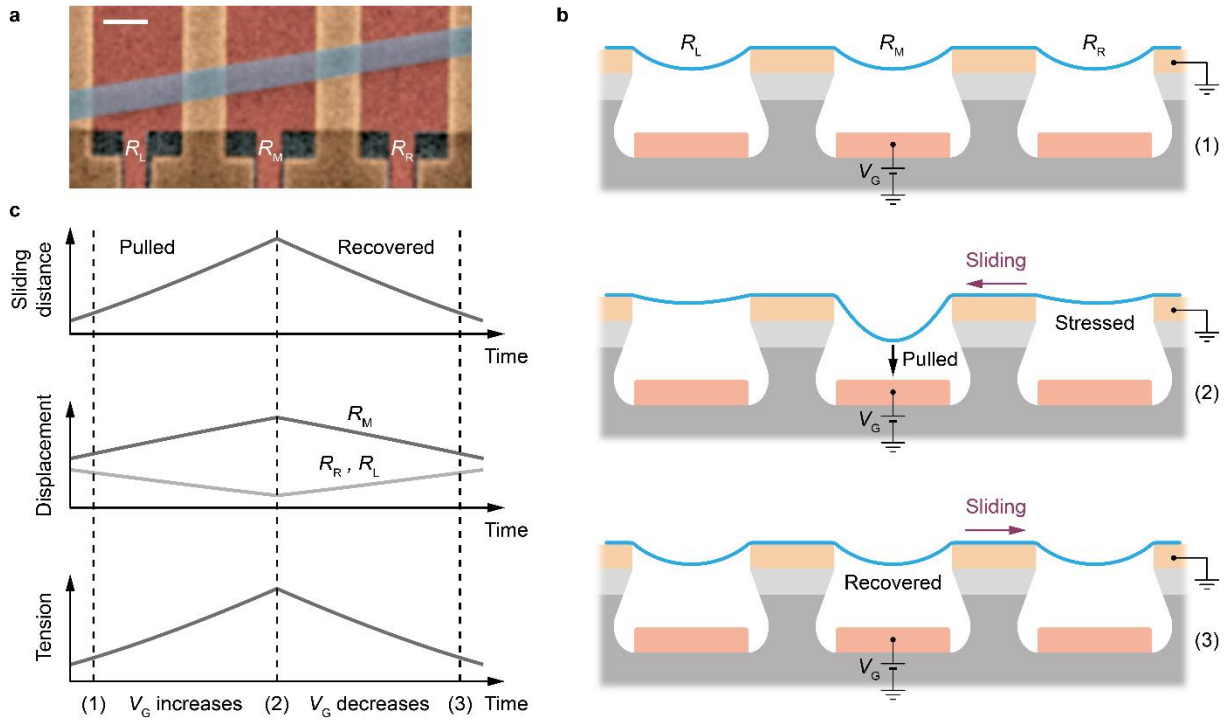 a
R_L
R_M
R_R
b
R_L
R_M
R_R
V_G
(1)
Sliding
Stressed
Pulled
V_G
(2)
Sliding
Recovered
V_G
(3)
c
Sliding
distance
Pulled
Recovered
Time
Displacement
R_M
R_R , R_L
Time
Tension
(1) V_G increases (2) V_G decreases (3) Time